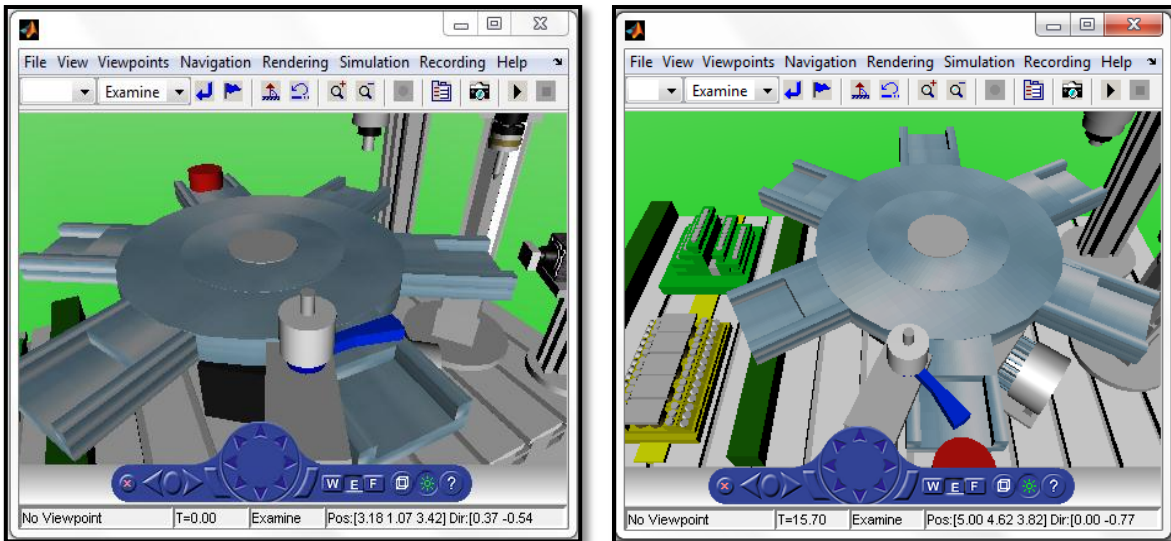 File View Viewpoints Navigation Rendering Simulation Recording Help
Examine
W E F ?
No Viewpoint T=0.00 Examine Pos:[3.18 1.07 3.42] Dir:[0.37 -0.54
File View Viewpoints Navigation Rendering Simulation Recording Help
Examine
W E F ?
No Viewpoint T=15.70 Examine Pos:[5.00 4.62 3.82] Dir:[0.00 -0.77